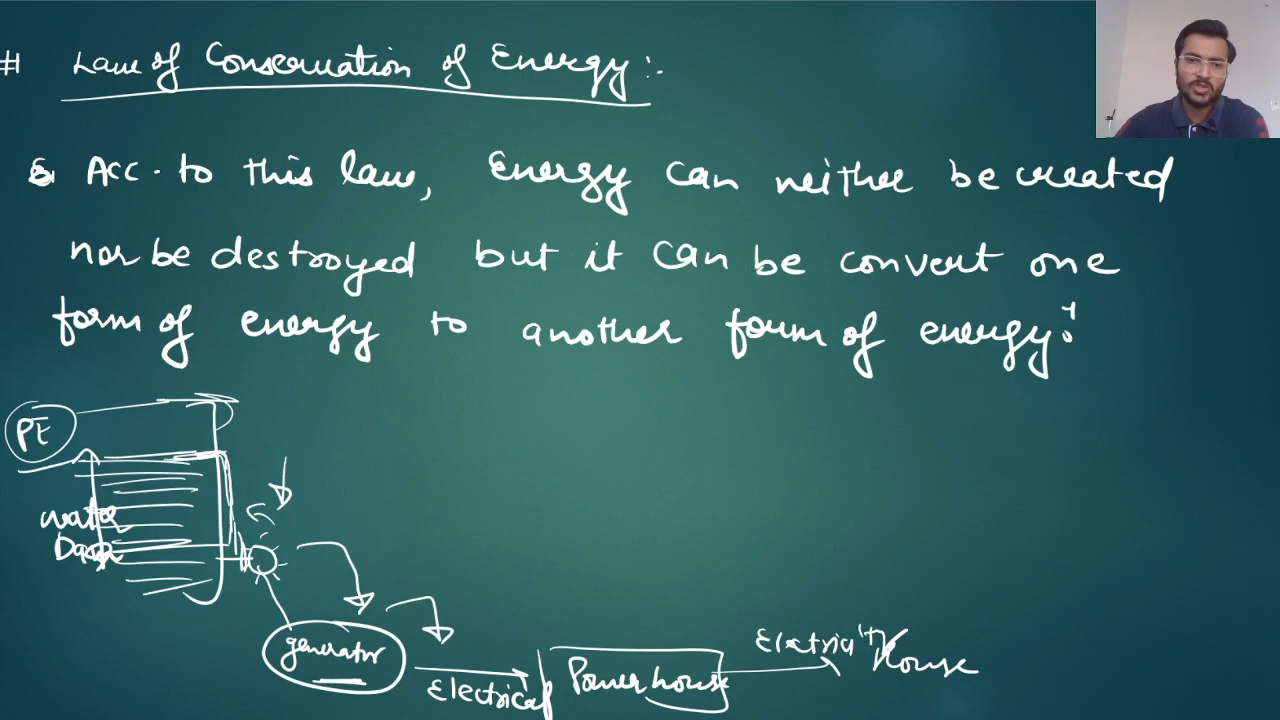 # Law of Conservation of Energy :-
Acc. to this law, Energy can neither be created
nor be destroyed but it can be convert one
form of energy to another form of energy.
PE
water
Dam
generator
Electrical
Power house
House